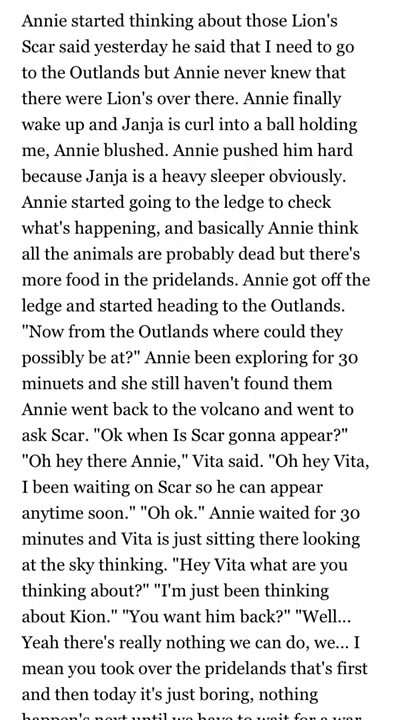 Annie started thinking about those Lion's
Scar said yesterday he said that I need to go
to the Outlands but Annie never knew that
there were Lion's over there. Annie finally
wake up and Janja is curl into a ball holding
me, Annie blushed. Annie pushed him hard
because Janja is a heavy sleeper obviously.
Annie started going to the ledge to check
what's happening, and basically Annie think
all the animals are probably dead but there's
more food in the pridelands. Annie got off the
ledge and started heading to the Outlands.
"Now from the Outlands where could they
possibly be at?" Annie been exploring for 30
minuets and she still haven't found them
Annie went back to the volcano and went to
ask Scar. "Ok when Is Scar gonna appear?"
"Oh hey there Annie," Vita said. "Oh hey Vita,
I been waiting on Scar so he can appear
anytime soon." "Oh ok." Annie waited for 30
minutes and Vita is just sitting there looking
at the sky thinking. "Hey Vita what are you
thinking about?" "I'm just been thinking
about Kion." "You want him back?" "Well...
Yeah there's really nothing we can do, we... I
mean you took over the pridelands that's first
and then today it's just boring, nothing
happen's next until we have to wait for a war